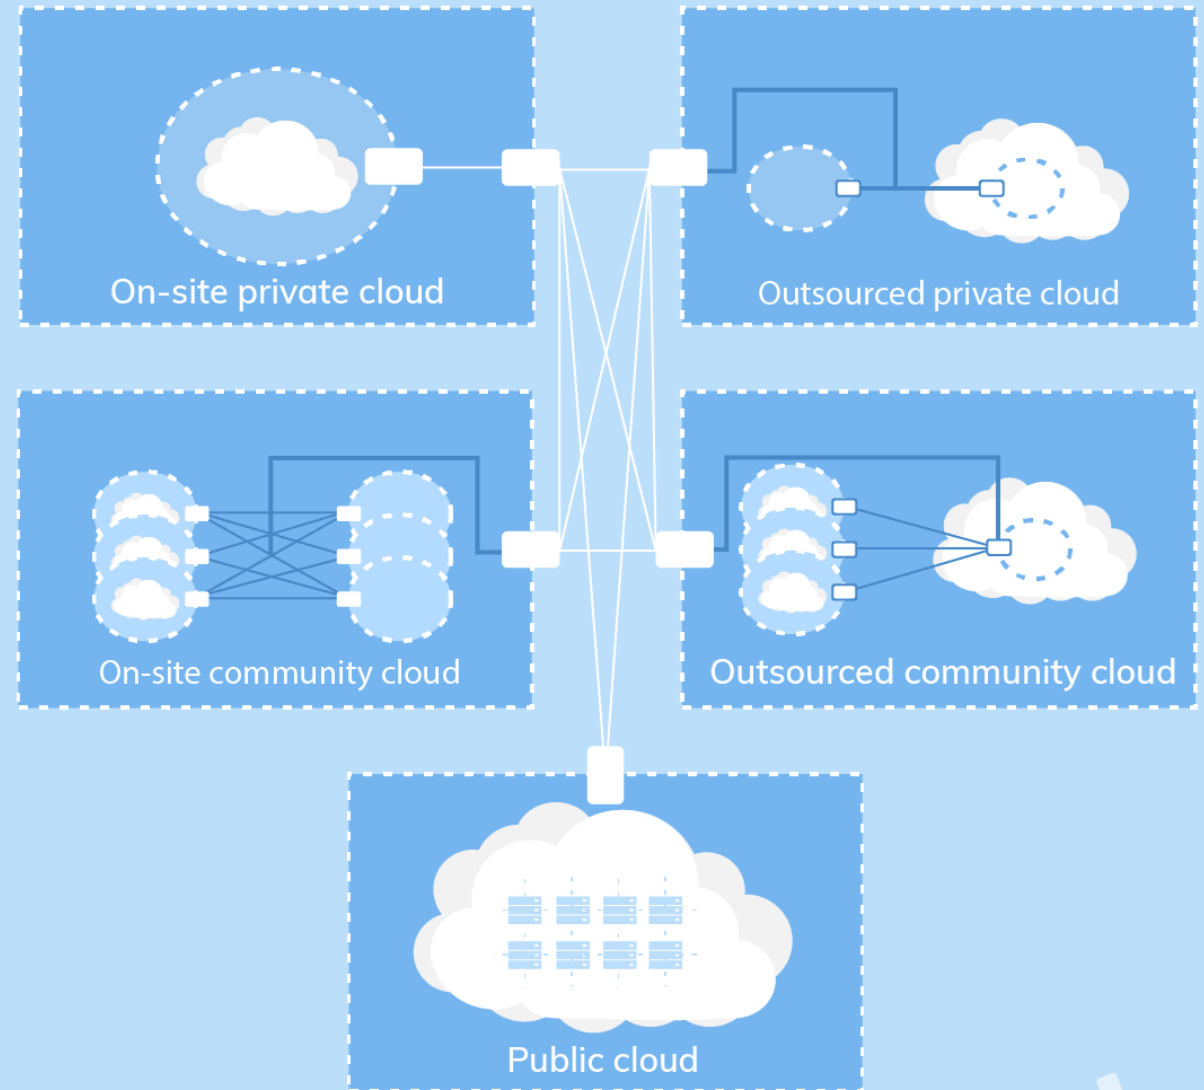 On-site private cloud
Outsourced private cloud
On-site community cloud
Outsourced community cloud
Public cloud